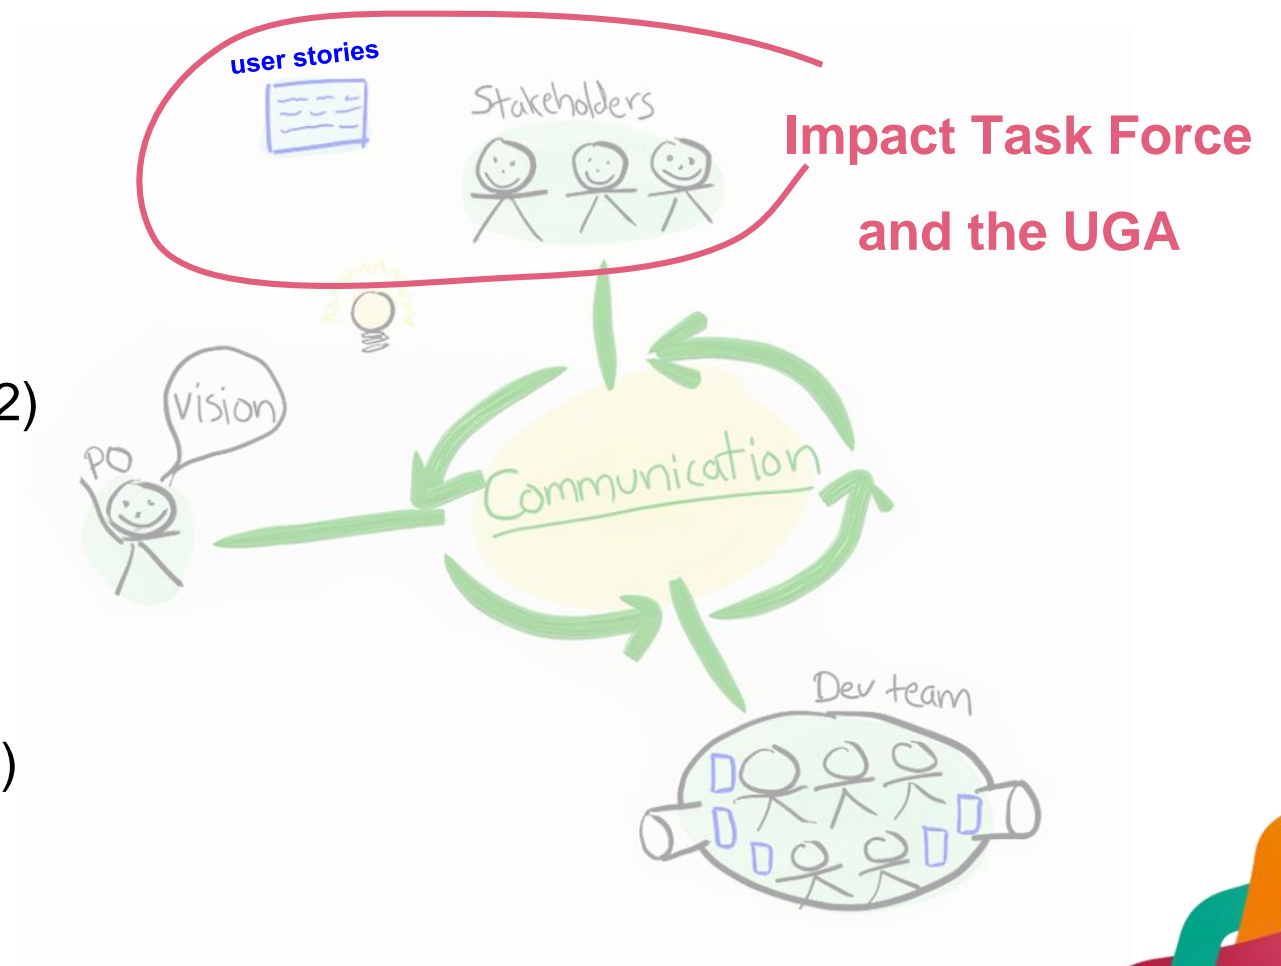 user stories
Stakeholders
Impact Task Force
and the UGA
2)
Vision
PO
Communication
Dev team
)